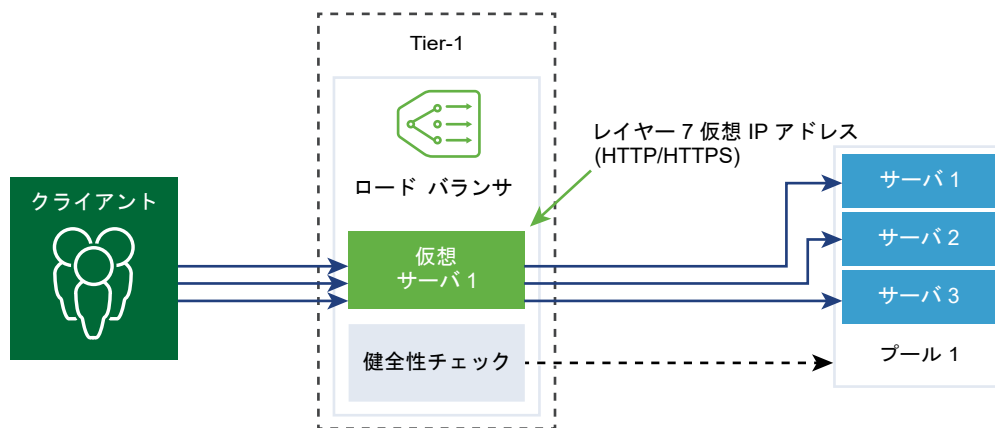 Tier-1
ロード バランサ
レイヤー 7 仮想 IP アドレス
(HTTP/HTTPS)
クライアント
仮想
サーバ 1
健全性チェック
サーバ 1
サーバ 2
サーバ 3
プール 1